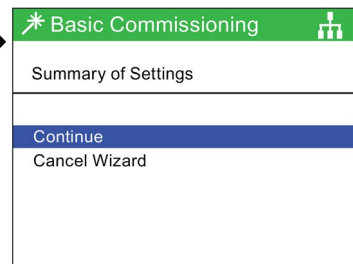 Basic Commissioning
Summary of Settings
Continue
Cancel Wizard